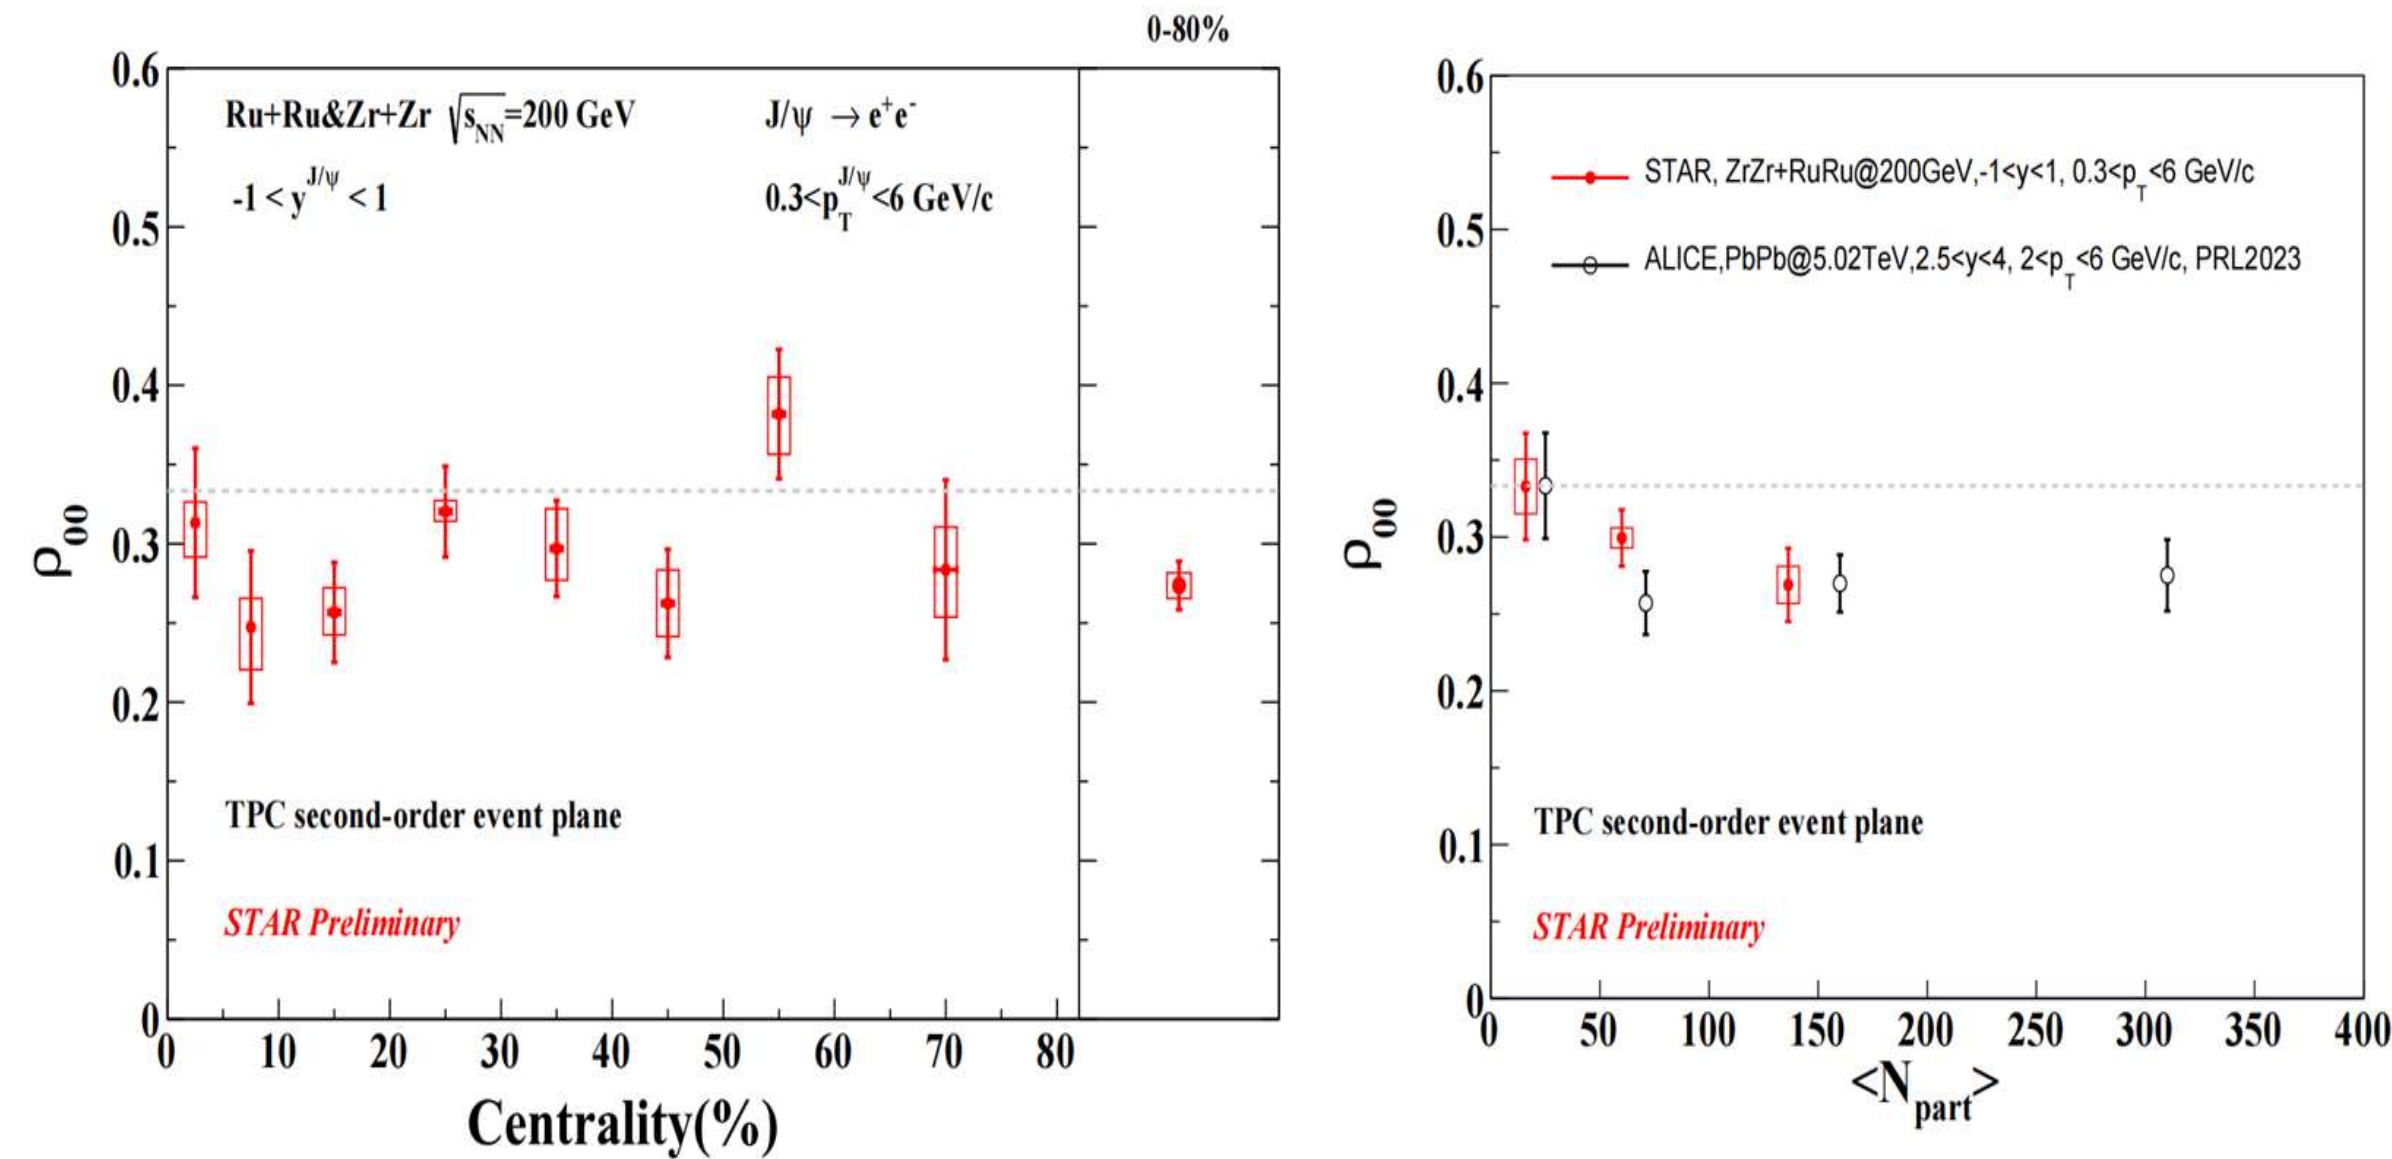 0-80%
0.6
Ru+Ru&Zr+Zr √sNN=200 GeV
J/ψ → e+e-
-1 < yJ/ψ < 1
0.3<pTJ/ψ<6 GeV/c
0.5
0.4
0.3
0.2
0.1
0
ρ00
TPC second-order event plane
STAR Preliminary
0 10 20 30 40 50 60 70 80
Centrality(%)
0.6
STAR, ZrZr+RuRu@200GeV,-1<y<1, 0.3<pT<6 GeV/c
0.5
ALICE,PbPb@5.02TeV,2.5<y<4, 2<pT<6 GeV/c, PRL2023
0.4
0.3
0.2
0.1
0
ρ00
TPC second-order event plane
STAR Preliminary
0 50 100 150 200 250 300 350 400
<Npart>